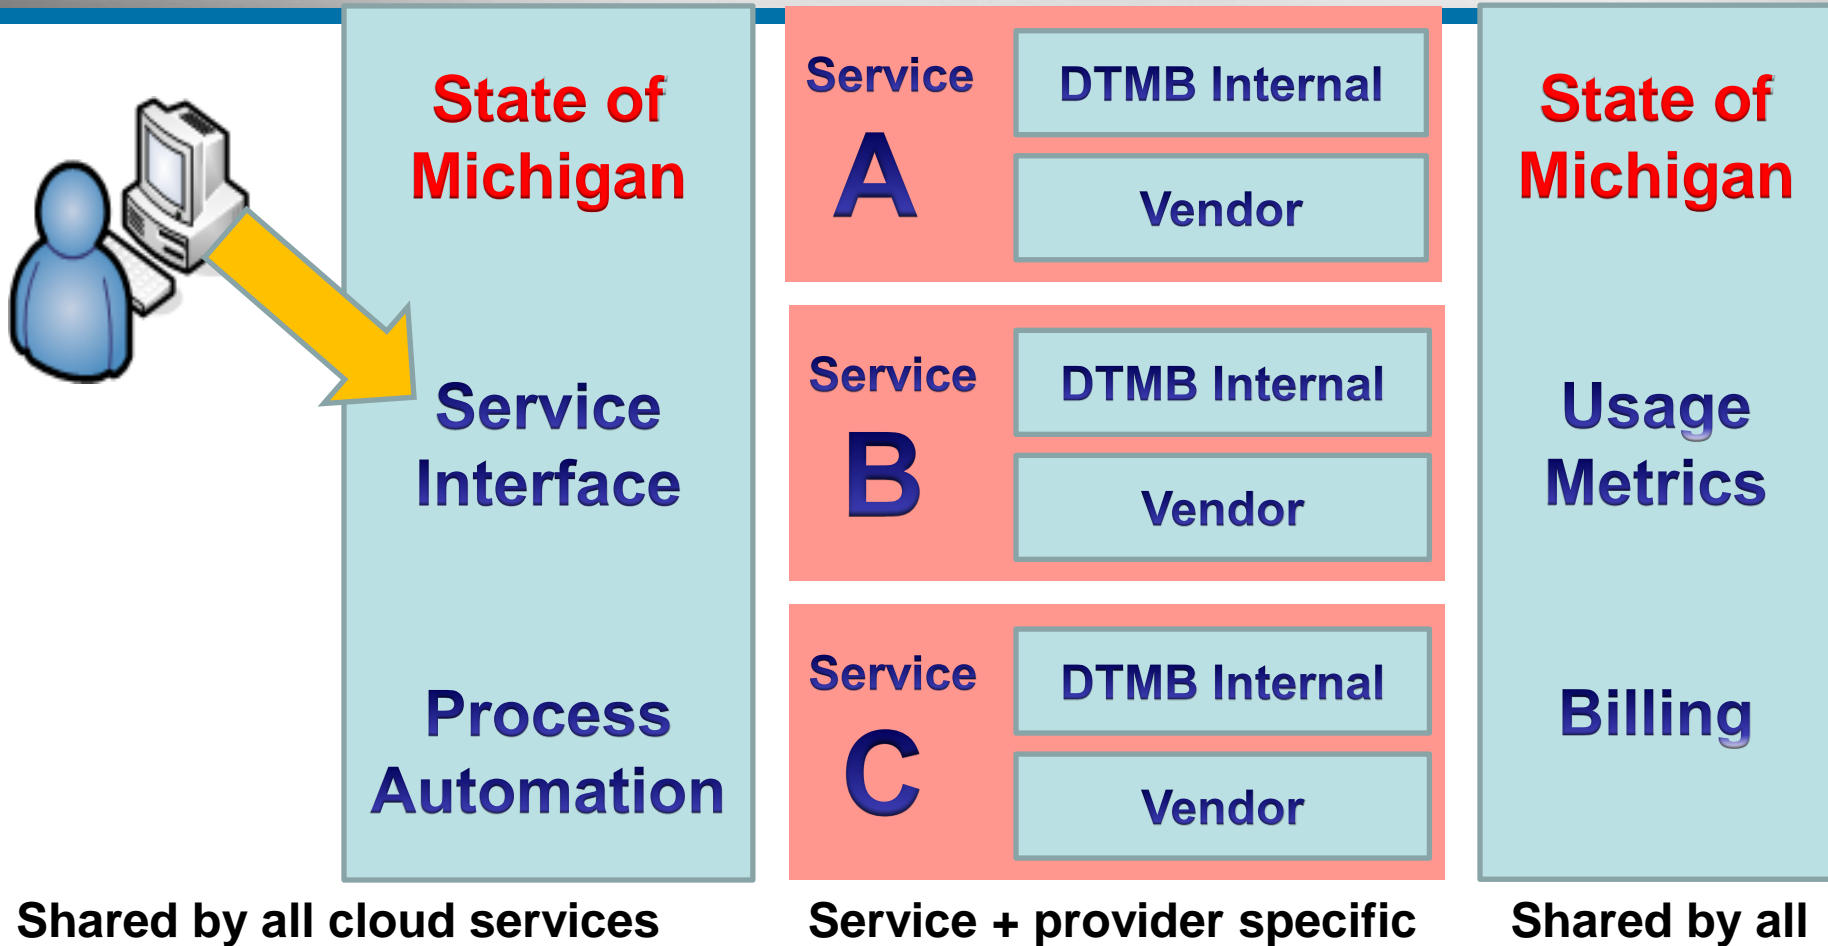 State of
Michigan
Service
Interface
Process
Automation
Shared by all cloud services
Service
A
DTMB Internal
Vendor
Service
B
DTMB Internal
Vendor
Service
C
DTMB Internal
Vendor
Service + provider specific
State of
Michigan
Usage
Metrics
Billing
Shared by all